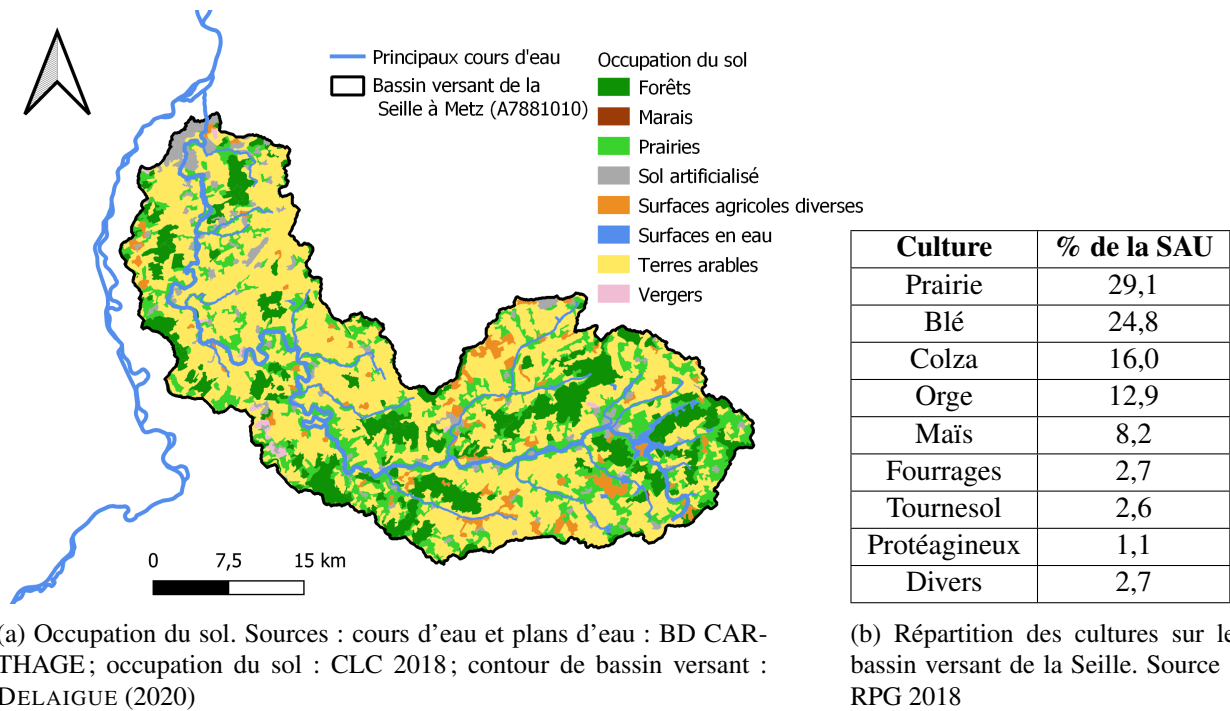 Principaux cours d'eau
Bassin versant de la
Seille à Metz (A7881010)
Occupation du sol
Forêts
Marais
Prairies
Sol artificialisé
Surfaces agricoles diverses
Surfaces en eau
Terres arables
Vergers
0 7,5 15 km
(a) Occupation du sol. Sources : cours d'eau et plans d'eau : BD CAR-
THAGE; occupation du sol : CLC 2018; contour de bassin versant :
DELAIGUE (2020)
Culture % de la SAU
Prairie 29,1
Blé 24,8
Colza 16,0
Orge 12,9
Maïs 8,2
Fourrages 2,7
Tournesol 2,6
Protéagineux 1,1
Divers 2,7
(b) Répartition des cultures sur le
bassin versant de la Seille. Source
RPG 2018